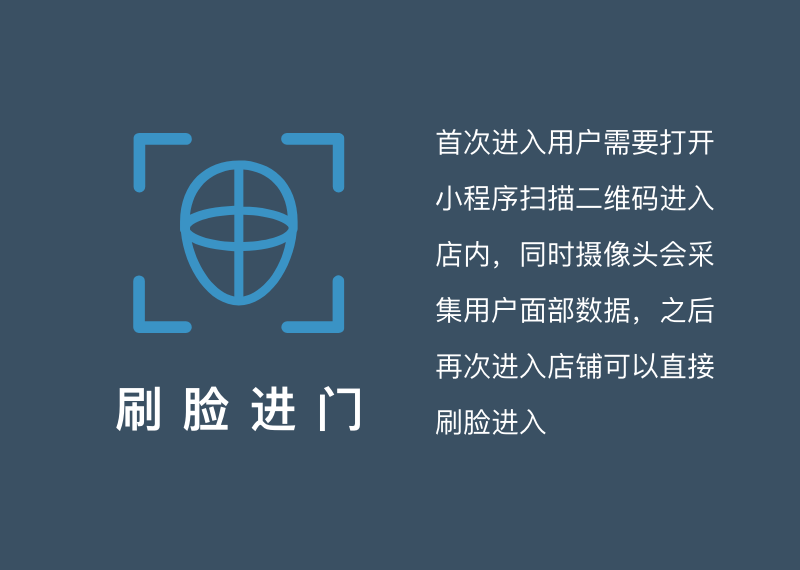 刷脸进门
首次进入用户需要打开
小程序扫描二维码进入
店内，同时摄像头会采
集用户面部数据，之后
再次进入店铺可以直接
刷脸进入